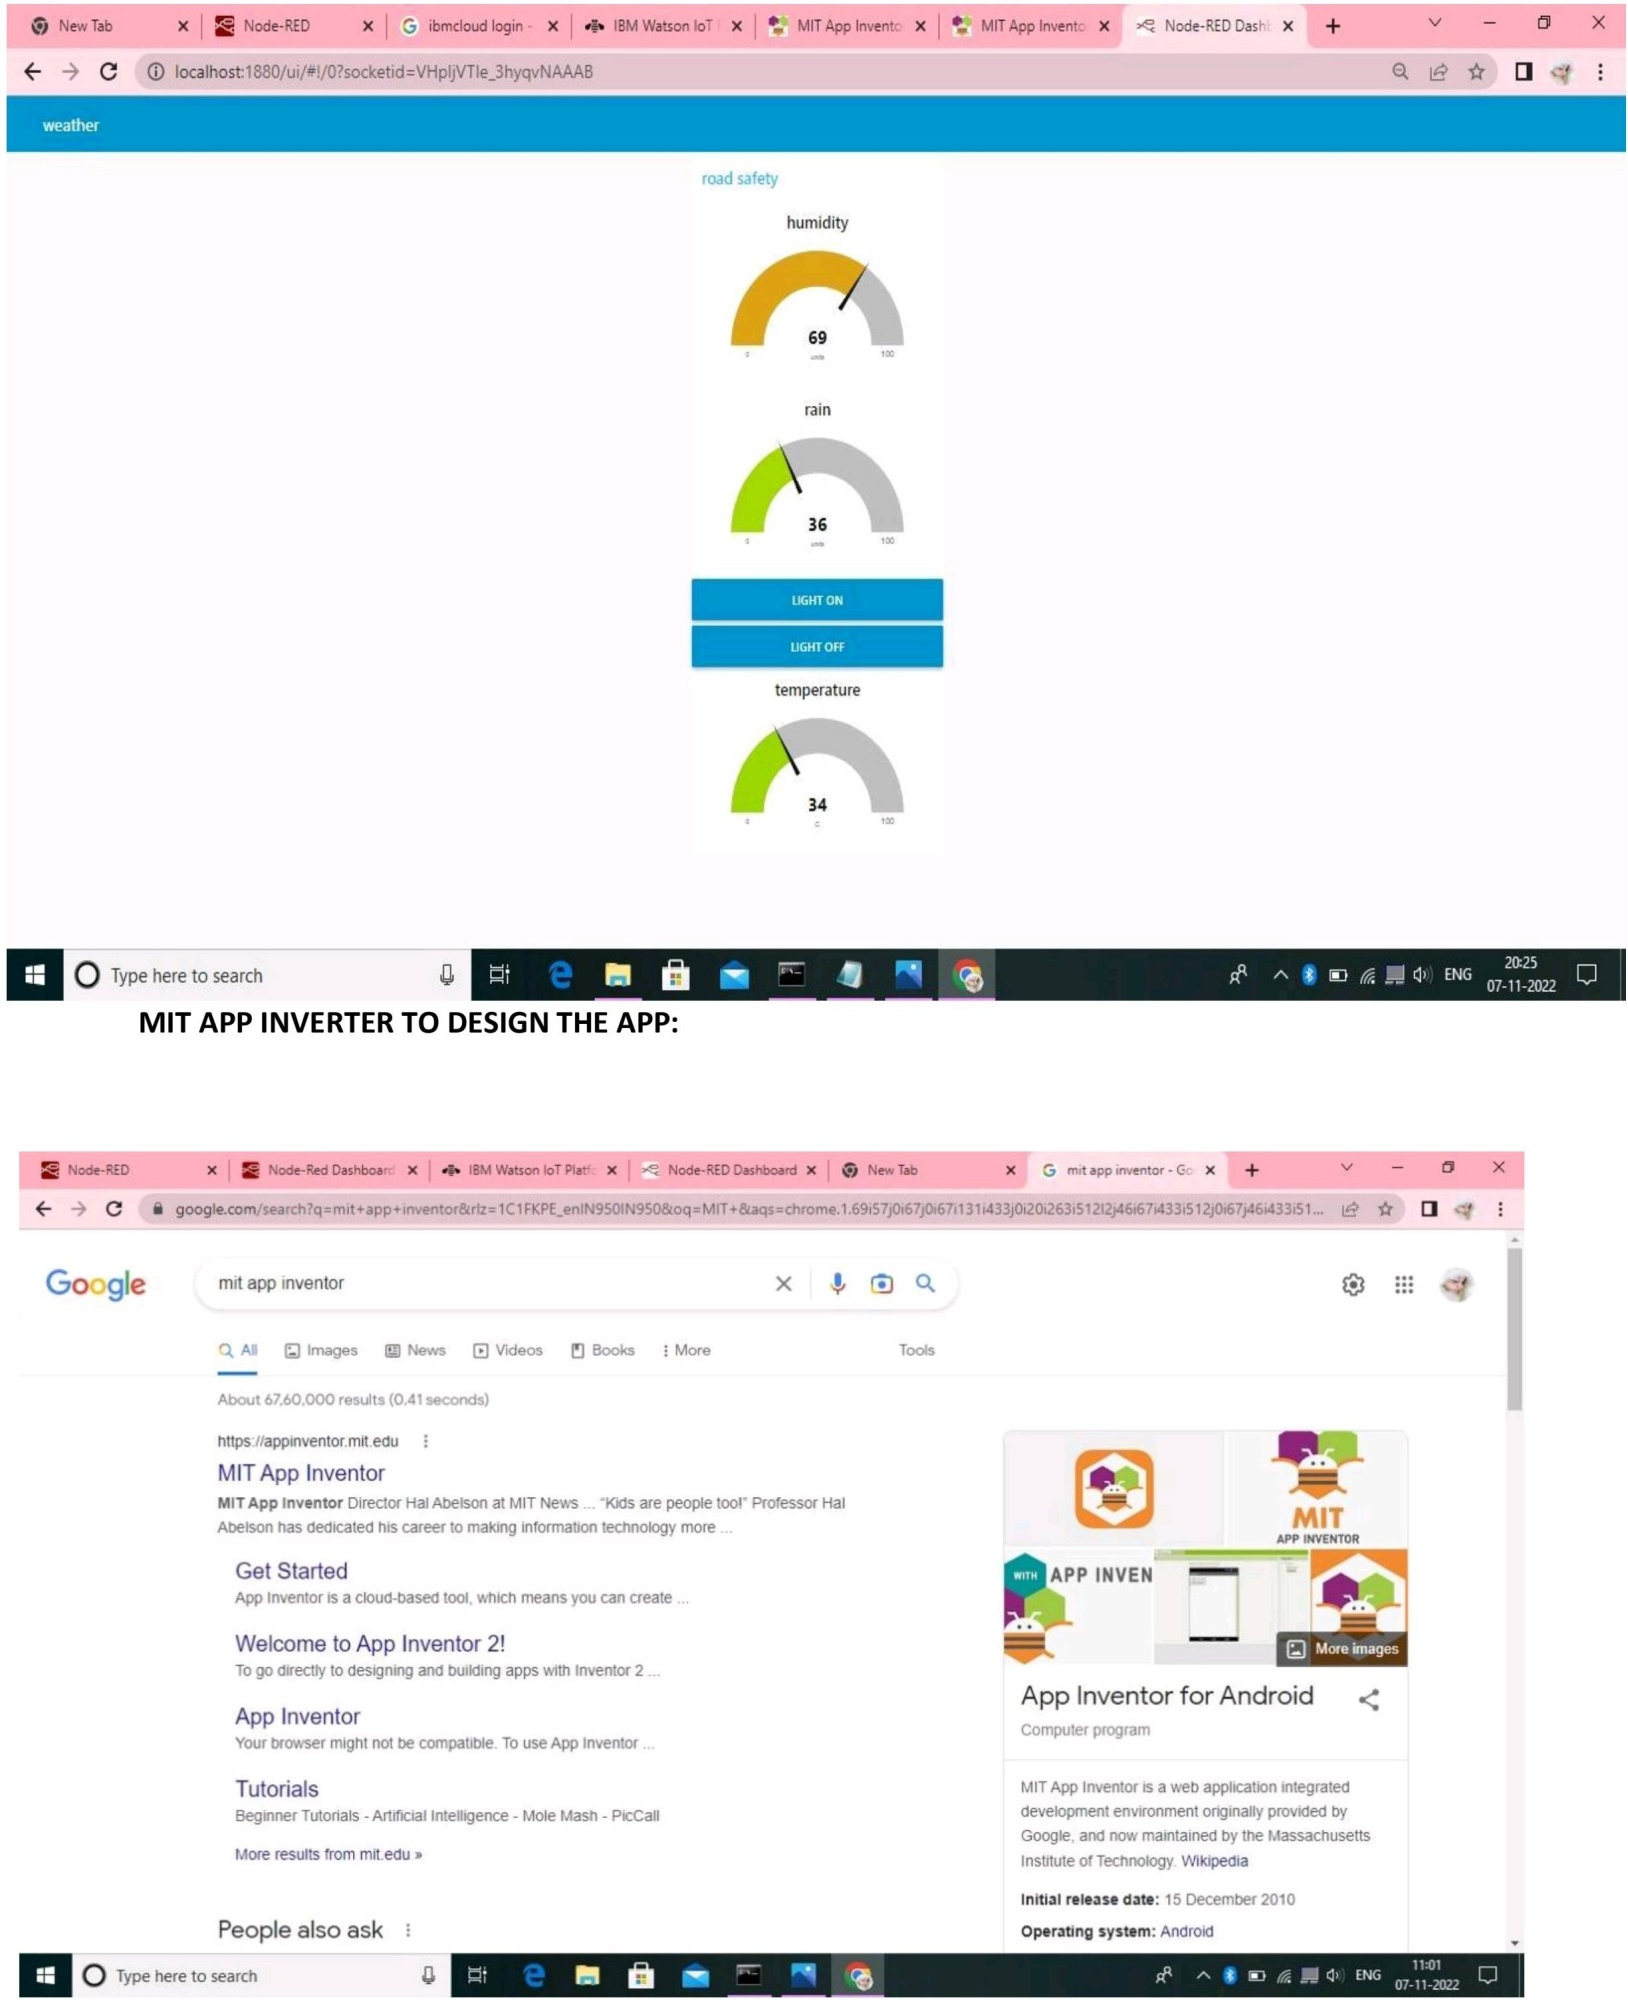 New Tab
Node-RED
ibmcloud login -
IBM Watson IoT
MIT App Invento
MIT App Invento
Node-RED Dashb
localhost:1880/ui/#!/0?socketid=VHpljVTle_3hyqvNAAAB
weather
road safety
humidity
69
units
0
100
rain
36
units
0
100
LIGHT ON
LIGHT OFF
temperature
34
C
0
100
Type here to search
ENG
20:25
07-11-2022
MIT APP INVERTER TO DESIGN THE APP:
Node-RED
Node-Red Dashboard
IBM Watson IoT Platfo
Node-RED Dashboard
New Tab
mit app inventor - Go
google.com/search?q=mit+app+inventor&rlz=1C1FKPE_enIN950IN950&oq=MIT+&aqs=chrome.1.69i57j0i67j0i67i131i433j0i20i263i512l2j46i67i433i512j0i67j46i433i51...
Google
mit app inventor
All
Images
News
Videos
Books
More
Tools
About 67,60,000 results (0.41 seconds)
https://appinventor.mit.edu
MIT App Inventor
MIT App Inventor Director Hal Abelson at MIT News ... “Kids are people too!” Professor Hal
Abelson has dedicated his career to making information technology more ...
Get Started
App Inventor is a cloud-based tool, which means you can create ...
Welcome to App Inventor 2!
To go directly to designing and building apps with Inventor 2 ...
App Inventor
Your browser might not be compatible. To use App Inventor ...
Tutorials
Beginner Tutorials - Artificial Intelligence - Mole Mash - PicCall
More results from mit.edu »
People also ask
MIT
APP INVENTOR
WITH
APP INVEN
More images
App Inventor for Android
Computer program
MIT App Inventor is a web application integrated
development environment originally provided by
Google, and now maintained by the Massachusetts
Institute of Technology. Wikipedia
Initial release date: 15 December 2010
Operating system: Android
Type here to search
ENG
11:01
07-11-2022